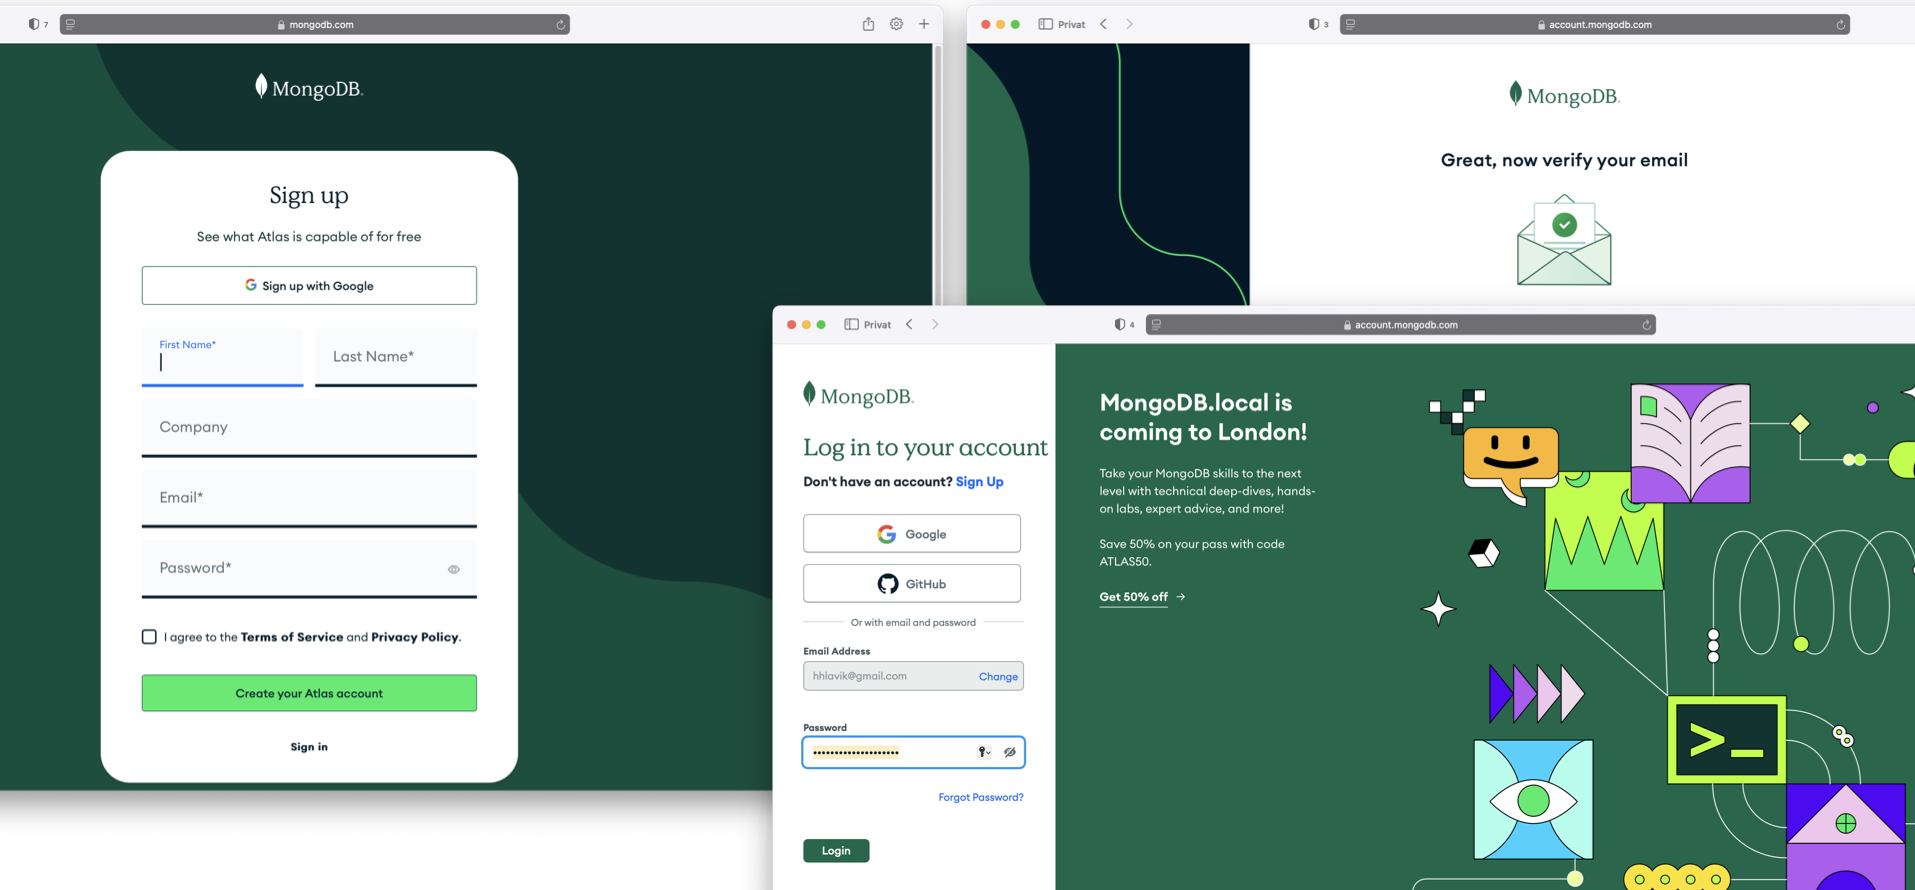 7
mongodb.com
MongoDB.
Sign up
See what Atlas is capable of for free
Sign up with Google
First Name*
Last Name*
Company
Email*
Password*
I agree to the Terms of Service and Privacy Policy.
Create your Atlas account
Sign in
Privat
3
account.mongodb.com
MongoDB.
Great, now verify your email
Privat
4
account.mongodb.com
MongoDB.
Log in to your account
Don't have an account? Sign Up
Google
GitHub
Or with email and password
Email Address
hhlavik@gmail.com
Change
Password
••••••••••••••••••••
Forgot Password?
Login
MongoDB.local is
coming to London!
Take your MongoDB skills to the next
level with technical deep-dives, hands-
on labs, expert advice, and more!
Save 50% on your pass with code
ATLAS50.
Get 50% off →
>_